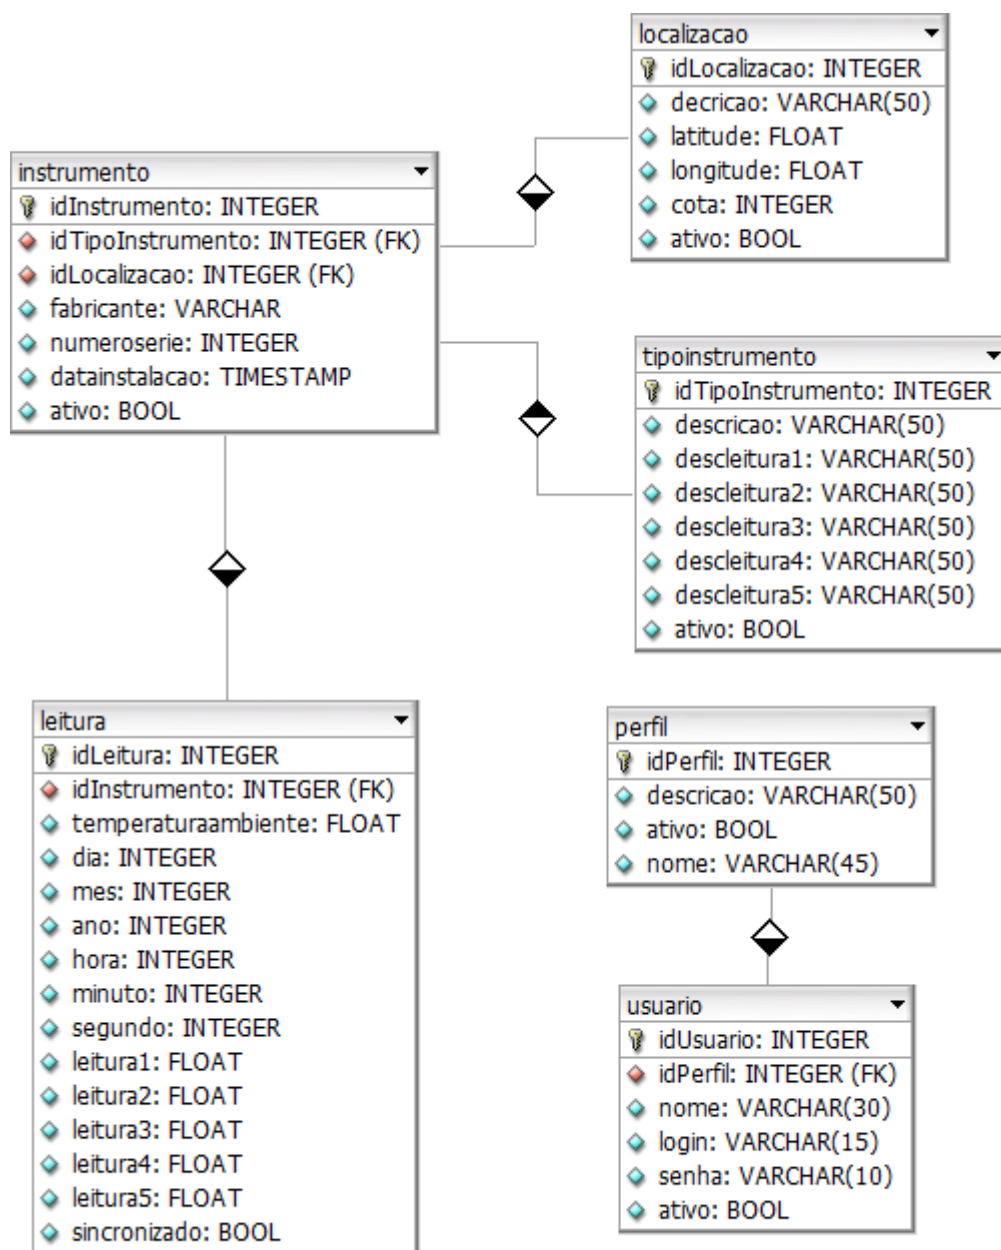 localizacao
idLocalizacao: INTEGER
decricao: VARCHAR(50)
latitude: FLOAT
longitude: FLOAT
cota: INTEGER
ativo: BOOL
instrumento
idInstrumento: INTEGER
idTipoInstrumento: INTEGER (FK)
idLocalizacao: INTEGER (FK)
fabricante: VARCHAR
numeroserie: INTEGER
datainstalacao: TIMESTAMP
ativo: BOOL
tipoinstrumento
idTipoInstrumento: INTEGER
descricao: VARCHAR(50)
descleitura1: VARCHAR(50)
descleitura2: VARCHAR(50)
descleitura3: VARCHAR(50)
descleitura4: VARCHAR(50)
descleitura5: VARCHAR(50)
ativo: BOOL
leitura
idLeitura: INTEGER
idInstrumento: INTEGER (FK)
temperaturaambiente: FLOAT
dia: INTEGER
mes: INTEGER
ano: INTEGER
hora: INTEGER
minuto: INTEGER
segundo: INTEGER
leitura1: FLOAT
leitura2: FLOAT
leitura3: FLOAT
leitura4: FLOAT
leitura5: FLOAT
sincronizado: BOOL
perfil
idPerfil: INTEGER
descricao: VARCHAR(50)
ativo: BOOL
nome: VARCHAR(45)
usuario
idUsuario: INTEGER
idPerfil: INTEGER (FK)
nome: VARCHAR(30)
login: VARCHAR(15)
senha: VARCHAR(10)
ativo: BOOL